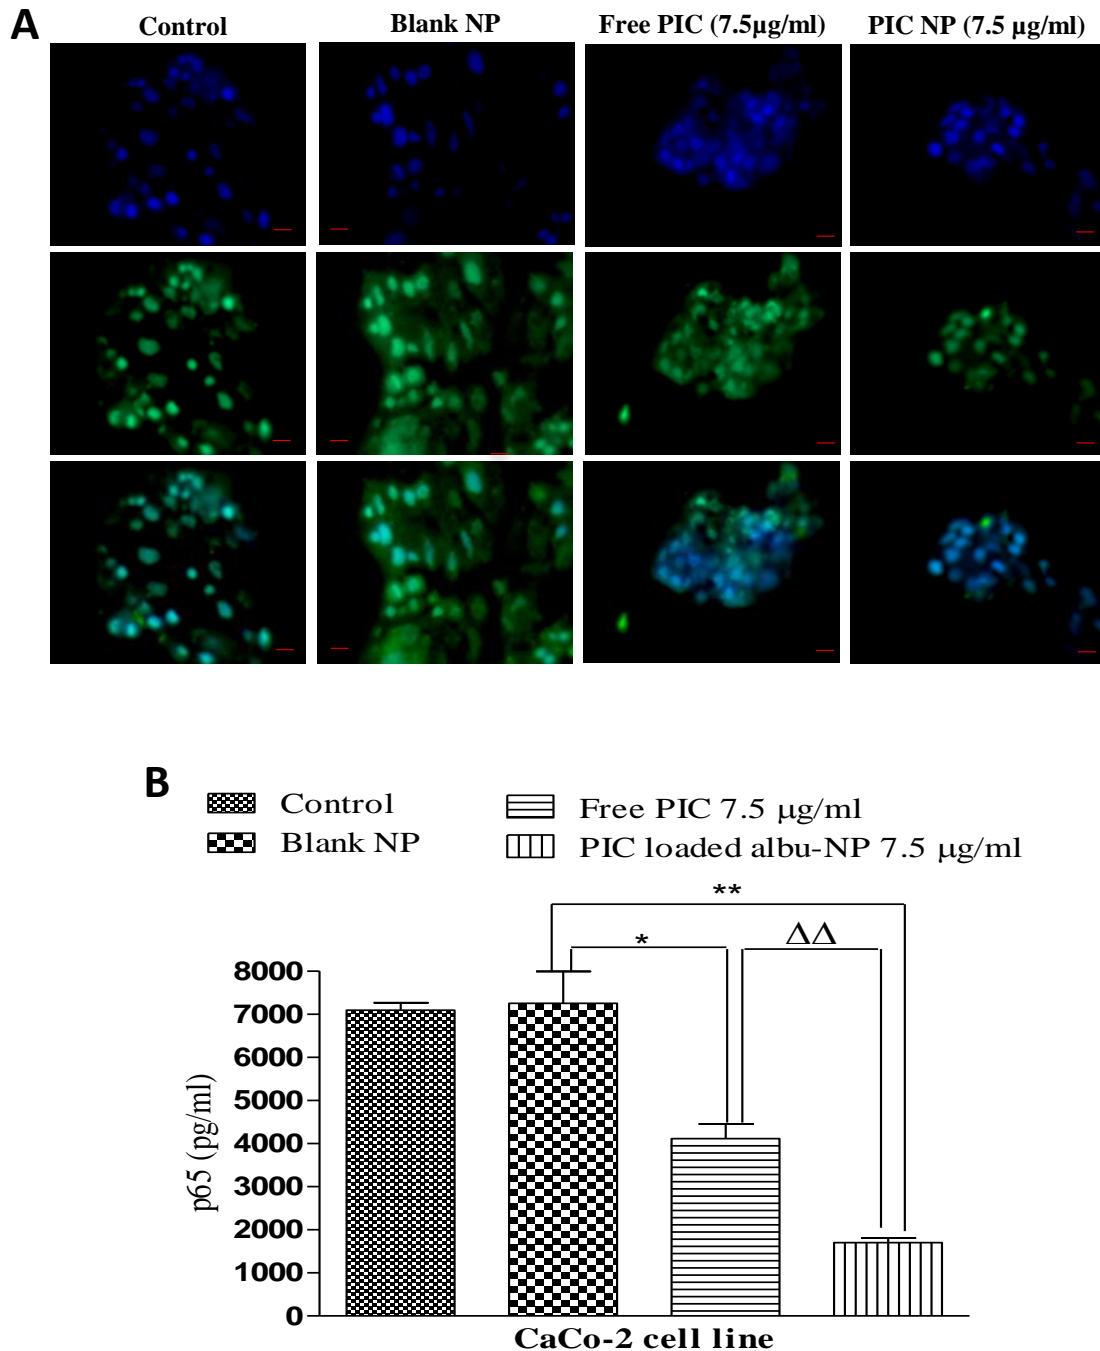 A
Control Blank NP Free PIC (7.5µg/ml) PIC NP (7.5 µg/ml)
B
Control Free PIC 7.5 µg/ml
Blank NP PIC loaded albu-NP 7.5 µg/ml
**
* ΔΔ
8000
7000
6000
5000
4000
3000
2000
1000
0
p65 (pg/ml)
CaCo-2 cell line